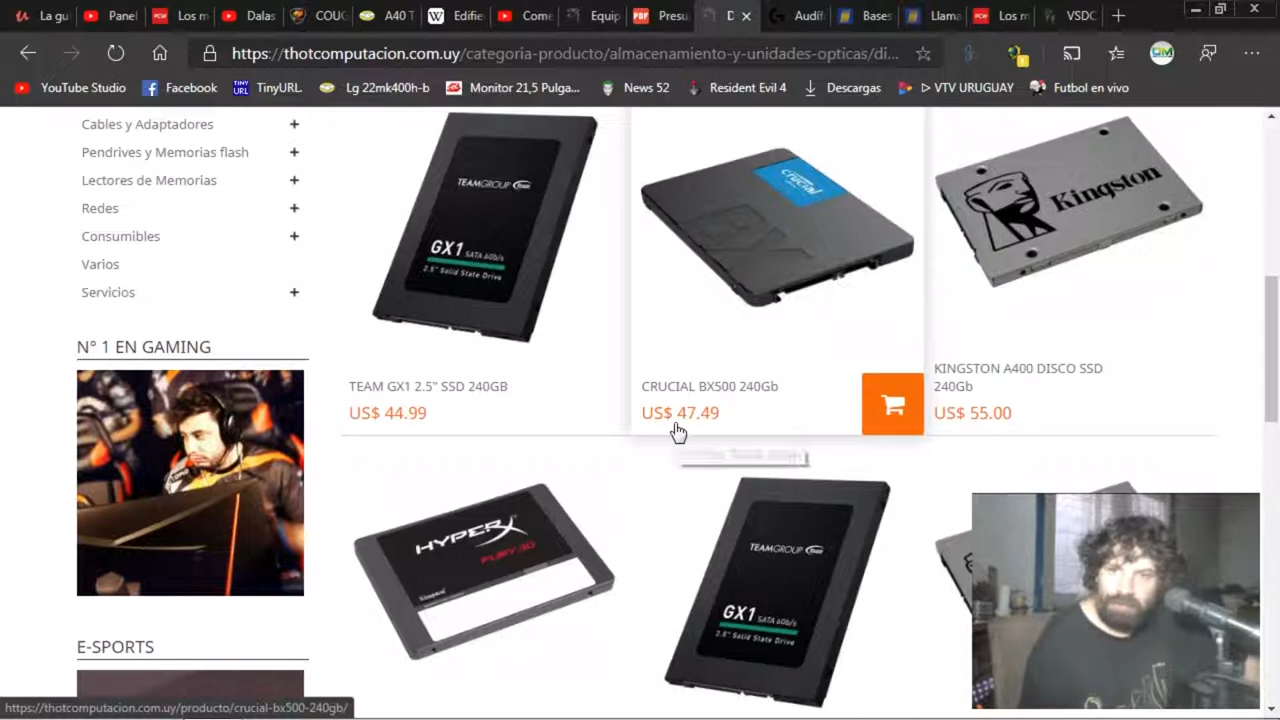 La gu
Panel
Los m
Dalas
COUG
A40 T
Edific
Come
Equip
Presu
D
Audíf
Bases
Llama
Los m
VSDC
https://thotcomputacion.com.uy/categoria-producto/almacenamiento-y-unidades-opticas/di...
YouTube Studio
Facebook
TinyURL
Lg 22mk400h-b
Monitor 21,5 Pulga...
News 52
Resident Evil 4
Descargas
▷ VTV URUGUAY
Futbol en vivo
Cables y Adaptadores +
Pendrives y Memorias flash +
Lectores de Memorias +
Redes +
Consumibles +
Varios
Servicios +
N° 1 EN GAMING
E-SPORTS
TEAMGROUP
GX1 SATA 6Gb/s
2.5" Solid State Drive
crucial
Kingston
TEAM GX1 2.5" SSD 240GB
US$ 44.99
CRUCIAL BX500 240Gb
US$ 47.49
KINGSTON A400 DISCO SSD
240Gb
US$ 55.00
HYPERX
FURY 3D
Kingston
TEAMGROUP
GX1 SATA 6Gb/s
2.5" Solid State Drive
https://thotcomputacion.com.uy/producto/crucial-bx500-240gb/